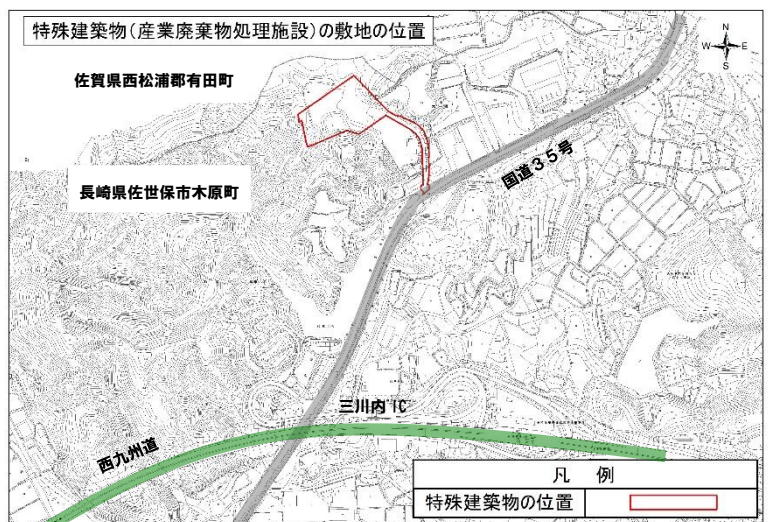 特殊建築物(産業廃棄物処理施設)の敷地の位置
N
W E
S
佐賀県西松浦郡有田町
長崎県佐世保市木原町
国道35号
三川内IC
西九州道
凡 例
特殊建築物の位置